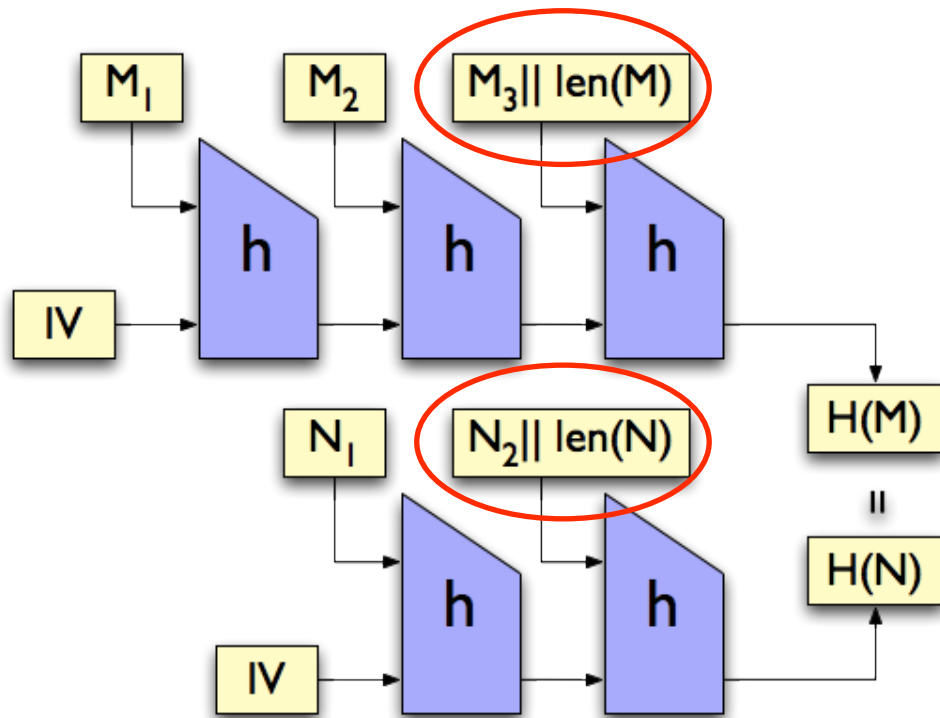 M₁
M₂
M₃|| len(M)
h
h
h
IV
H(M)
=
N₁
N₂|| len(N)
H(N)
h
h
IV